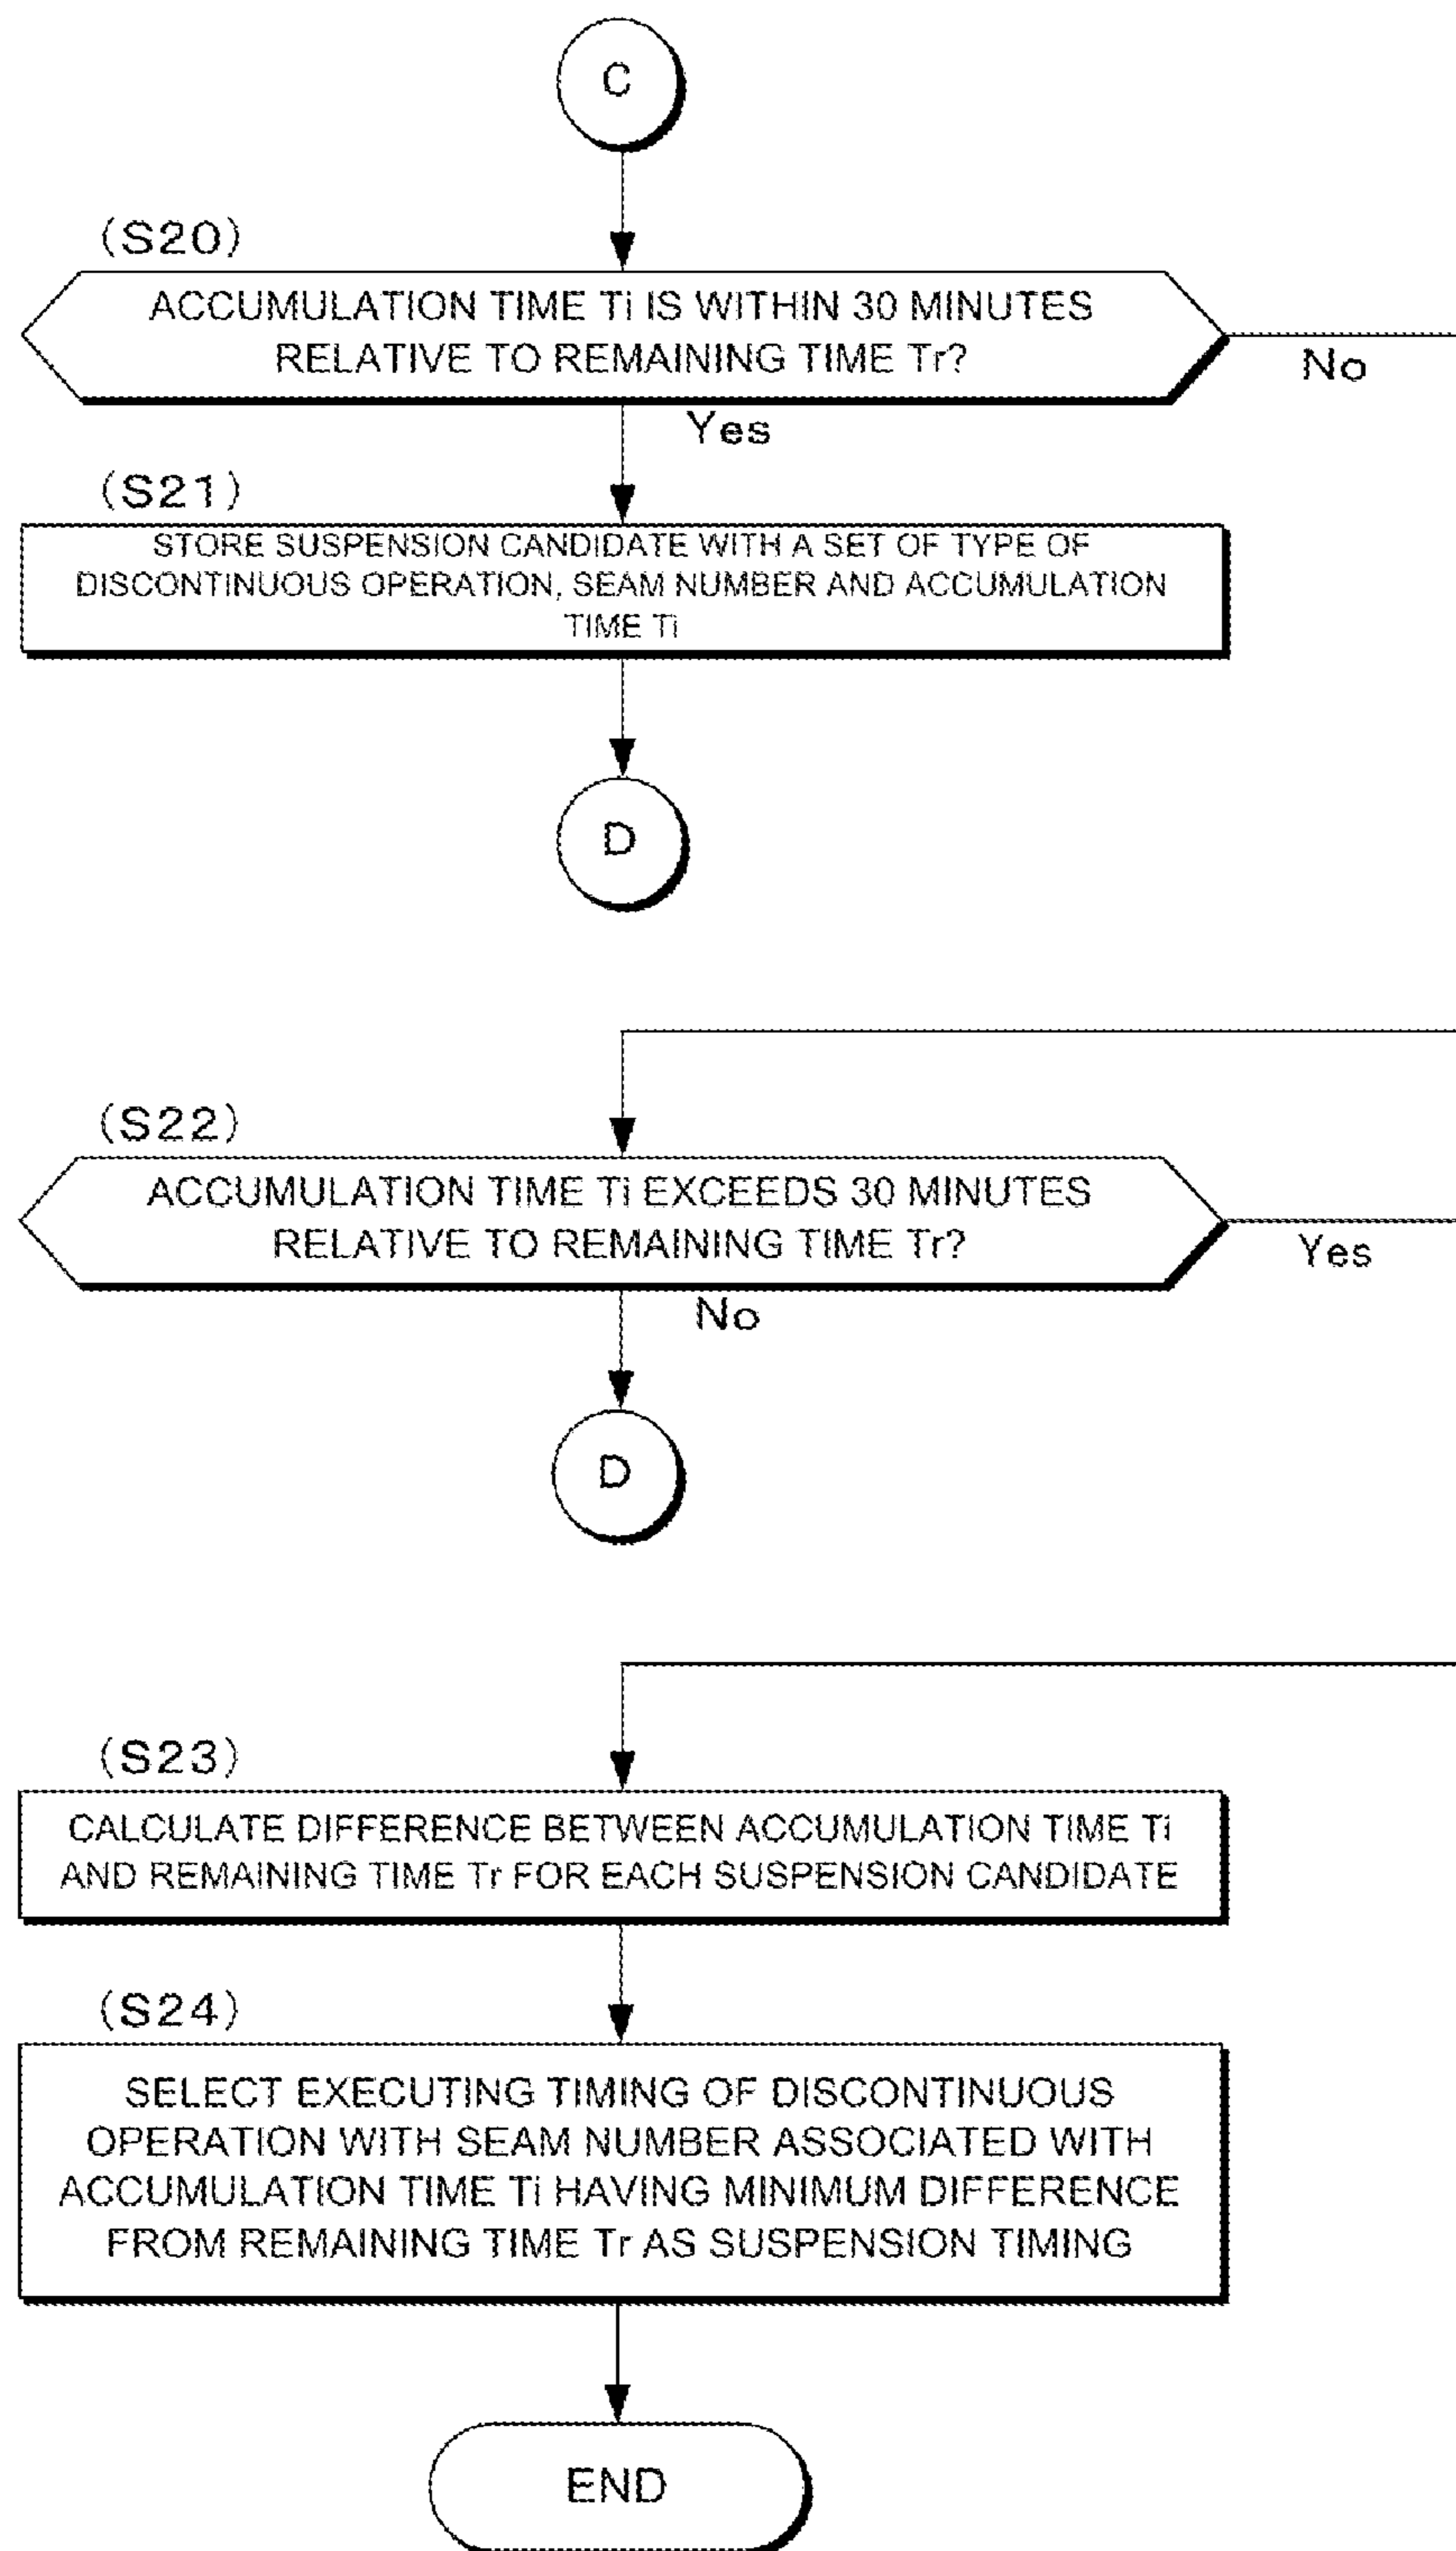 C
(S20)
ACCUMULATION TIME Ti IS WITHIN 30 MINUTES
RELATIVE TO REMAINING TIME Tr?
No
Yes
(S21)
STORE SUSPENSION CANDIDATE WITH A SET OF TYPE OF
DISCONTINUOUS OPERATION, SEAM NUMBER AND ACCUMULATION
TIME Ti
D
(S22)
ACCUMULATION TIME Ti EXCEEDS 30 MINUTES
RELATIVE TO REMAINING TIME Tr?
Yes
No
D
(S23)
CALCULATE DIFFERENCE BETWEEN ACCUMULATION TIME Ti
AND REMAINING TIME Tr FOR EACH SUSPENSION CANDIDATE
(S24)
SELECT EXECUTING TIMING OF DISCONTINUOUS
OPERATION WITH SEAM NUMBER ASSOCIATED WITH
ACCUMULATION TIME Ti HAVING MINIMUM DIFFERENCE
FROM REMAINING TIME Tr AS SUSPENSION TIMING
END